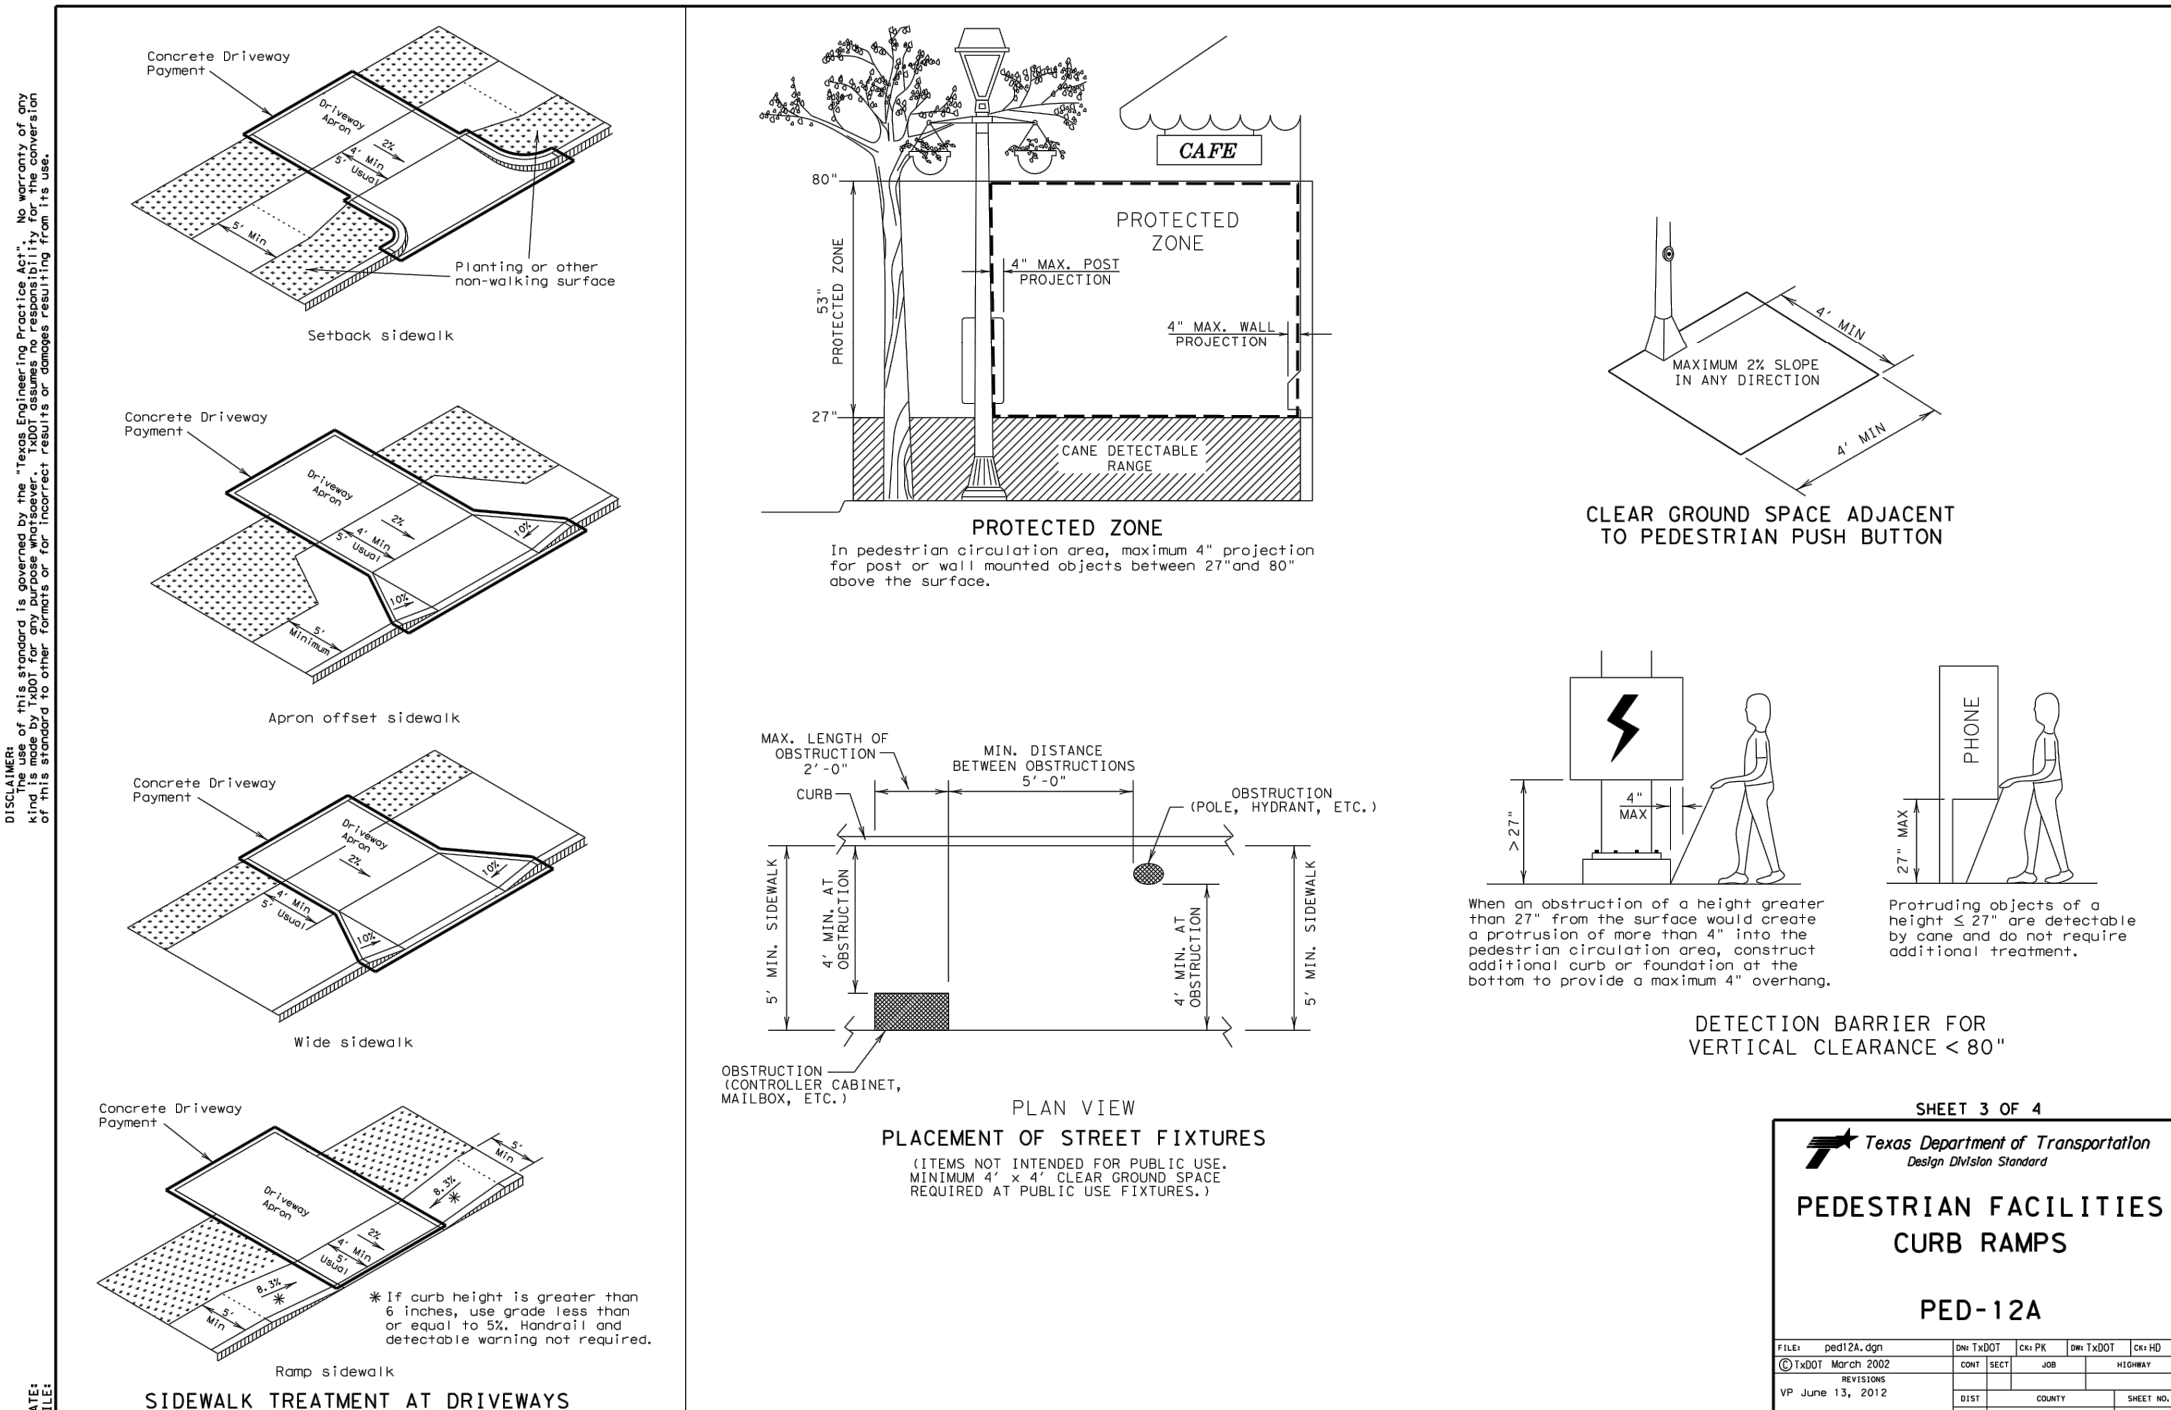 DISCLAIMER:
The use of this standard is governed by the "Texas Engineering Practice Act". No warranty of any
kind is made by TxDOT for any purpose whatsoever. TxDOT assumes no responsibility for the conversion
of this standard to other formats or for incorrect results or damages resulting from its use.
ATE:
ILE:
Concrete Driveway
Payment
Driveway
Apron
2%
4' Min
5' Usual
5' Min
Planting or other
non-walking surface
Setback sidewalk
Concrete Driveway
Payment
Driveway
Apron
2%
4' Min
5' Usual
10%
10%
5'
Minimum
Apron offset sidewalk
Concrete Driveway
Payment
Driveway
Apron
2%
4' Min
5' Usual
10%
10%
Wide sidewalk
Concrete Driveway
Payment
Driveway
Apron
5'
Min
8.3%
*
2%
4' Min
5'
Usual
8.3%
*
5'
Min
* If curb height is greater than
6 inches, use grade less than
or equal to 5%. Handrail and
detectable warning not required.
Ramp sidewalk
SIDEWALK TREATMENT AT DRIVEWAYS
CAFE
80"
PROTECTED
ZONE
53"
PROTECTED ZONE
4" MAX. POST
PROJECTION
4" MAX. WALL
PROJECTION
27"
CANE DETECTABLE
RANGE
PROTECTED ZONE
In pedestrian circulation area, maximum 4" projection
for post or wall mounted objects between 27"and 80"
above the surface.
MAX. LENGTH OF
OBSTRUCTION
2'-0"
MIN. DISTANCE
BETWEEN OBSTRUCTIONS
5'-0"
CURB
OBSTRUCTION
(POLE, HYDRANT, ETC.)
5' MIN. SIDEWALK
4' MIN. AT
OBSTRUCTION
4' MIN. AT
OBSTRUCTION
5' MIN. SIDEWALK
OBSTRUCTION
(CONTROLLER CABINET,
MAILBOX, ETC.)
PLAN VIEW
PLACEMENT OF STREET FIXTURES
(ITEMS NOT INTENDED FOR PUBLIC USE.
MINIMUM 4' x 4' CLEAR GROUND SPACE
REQUIRED AT PUBLIC USE FIXTURES.)
4' MIN
MAXIMUM 2% SLOPE
IN ANY DIRECTION
4' MIN
CLEAR GROUND SPACE ADJACENT
TO PEDESTRIAN PUSH BUTTON
>27"
4"
MAX
When an obstruction of a height greater
than 27" from the surface would create
a protrusion of more than 4" into the
pedestrian circulation area, construct
additional curb or foundation at the
bottom to provide a maximum 4" overhang.
PHONE
27" MAX
Protruding objects of a
height ≤ 27" are detectable
by cane and do not require
additional treatment.
DETECTION BARRIER FOR
VERTICAL CLEARANCE < 80"
SHEET 3 OF 4
Texas Department of Transportation
Design Division Standard
PEDESTRIAN FACILITIES
CURB RAMPS
PED-12A
FILE: ped12A.dgn DN: TxDOT CK: PK DW: TxDOT CK: HD
© TxDOT March 2002 CONT SECT JOB HIGHWAY
REVISIONS
VP June 13, 2012
DIST COUNTY SHEET NO.